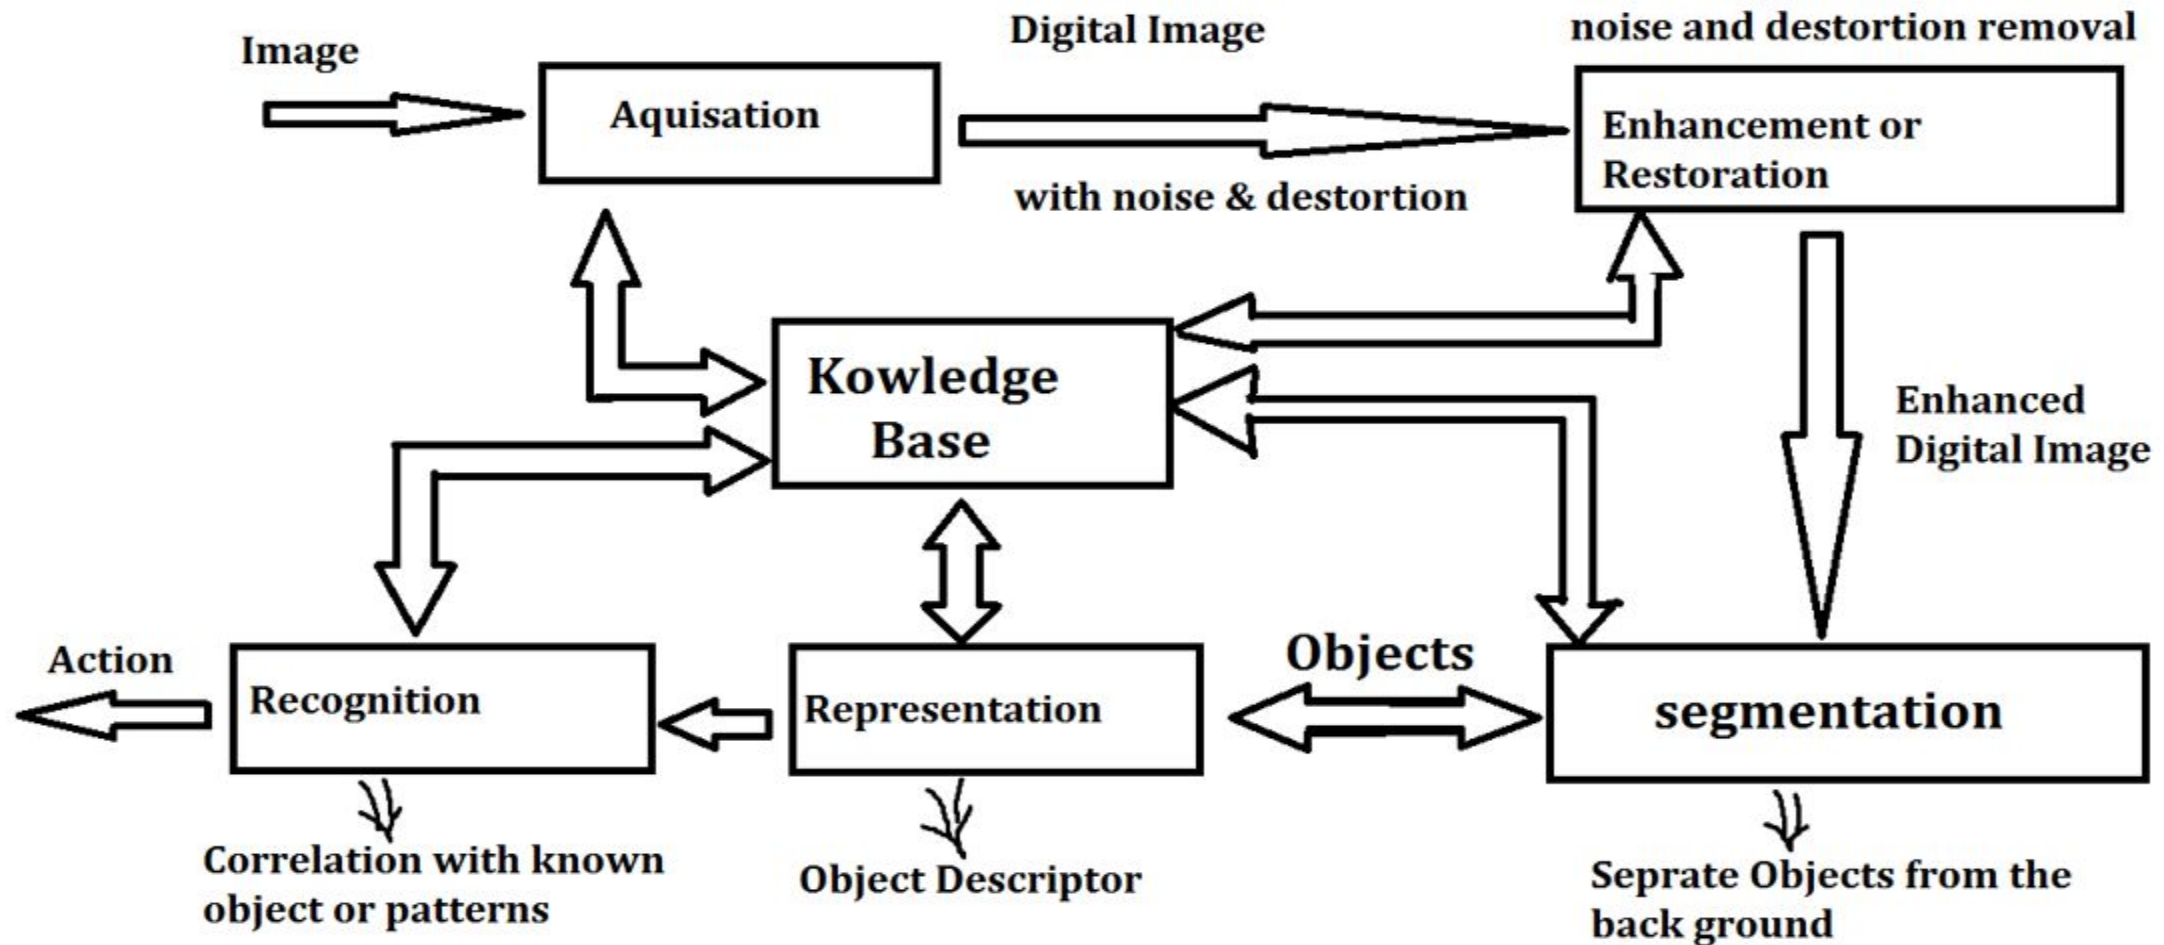 Image
Digital Image
noise and destortion removal
Aquisation
Enhancement or
Restoration
with noise & destortion
Kowledge
Base
Enhanced
Digital Image
Action
Recognition
Representation
Objects
segmentation
Correlation with known
object or patterns
Object Descriptor
Seprate Objects from the
back ground